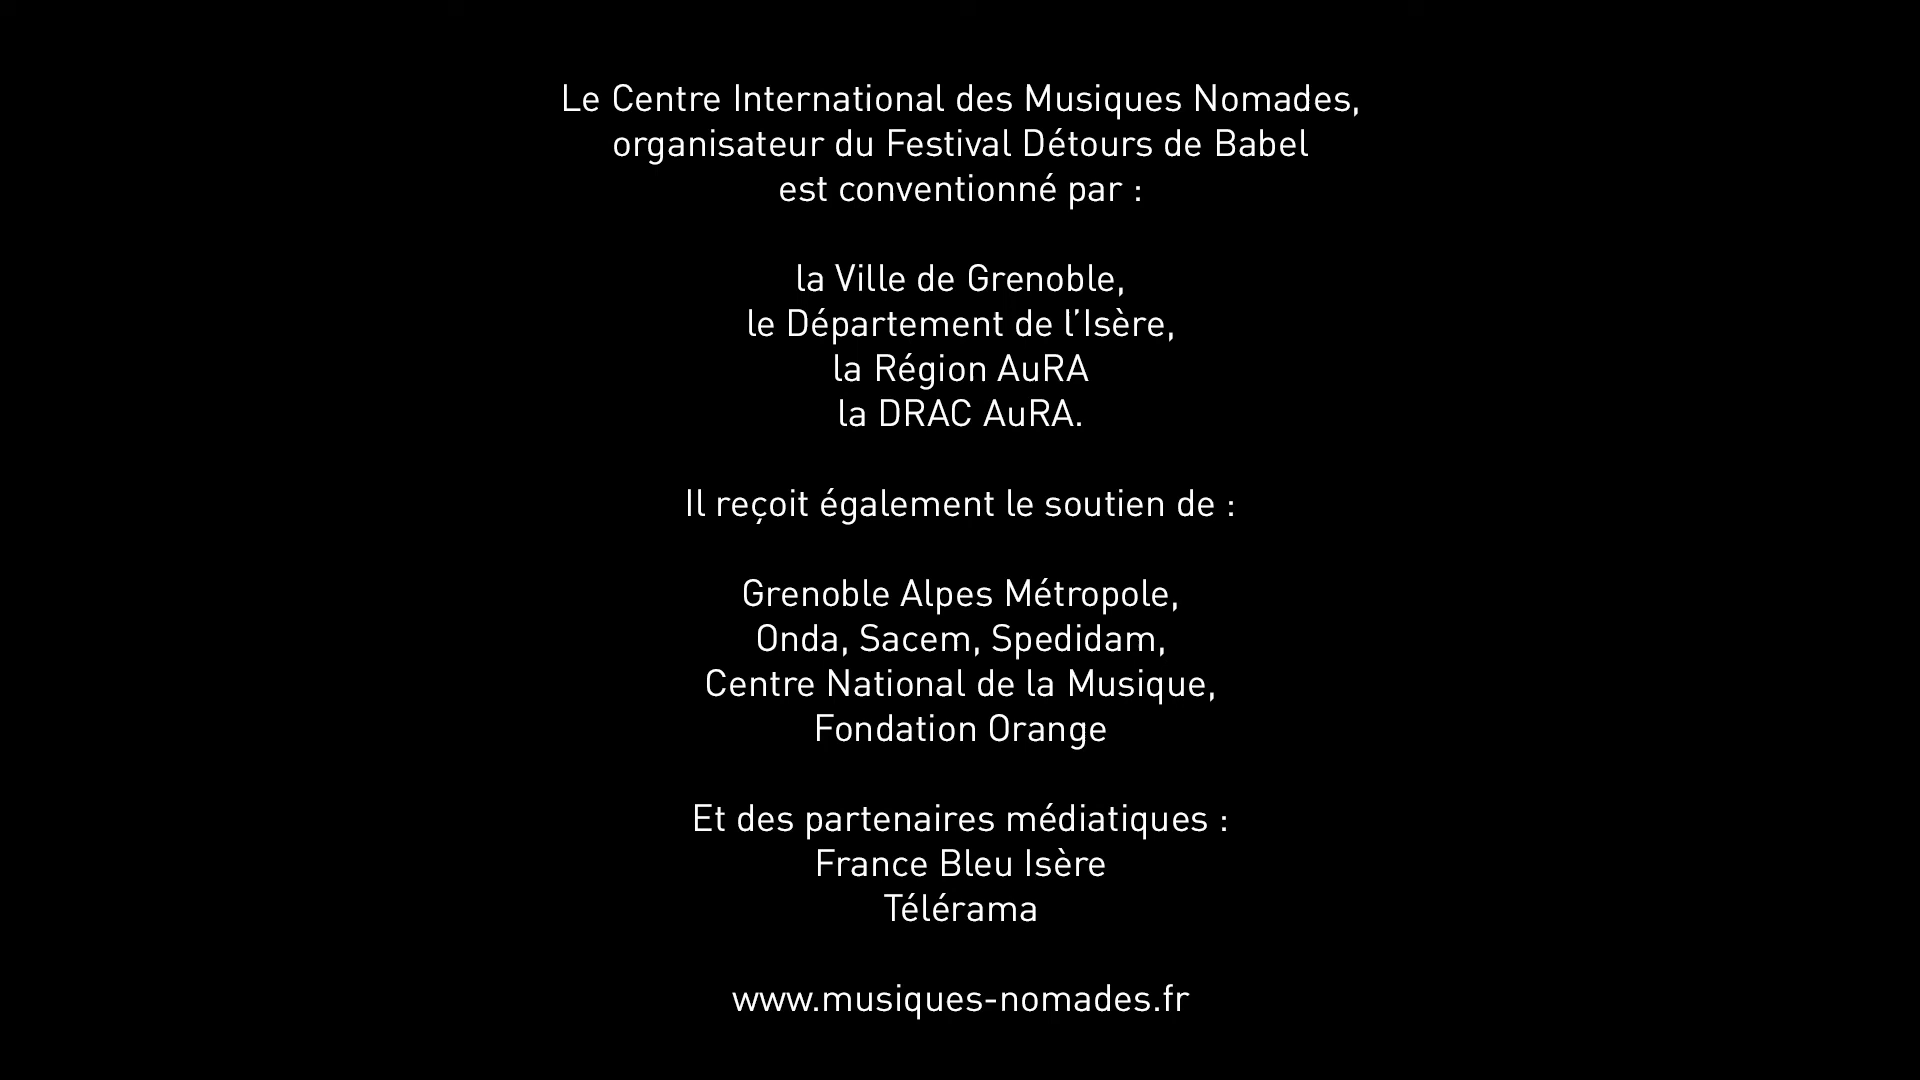 Le Centre International des Musiques Nomades,
organisateur du Festival Détours de Babel
est conventionné par :
la Ville de Grenoble,
le Département de l’Isère,
la Région AuRA
la DRAC AuRA.
Il reçoit également le soutien de :
Grenoble Alpes Métropole,
Onda, Sacem, Spedidam,
Centre National de la Musique,
Fondation Orange
Et des partenaires médiatiques :
France Bleu Isère
Télérama
www.musiques-nomades.fr